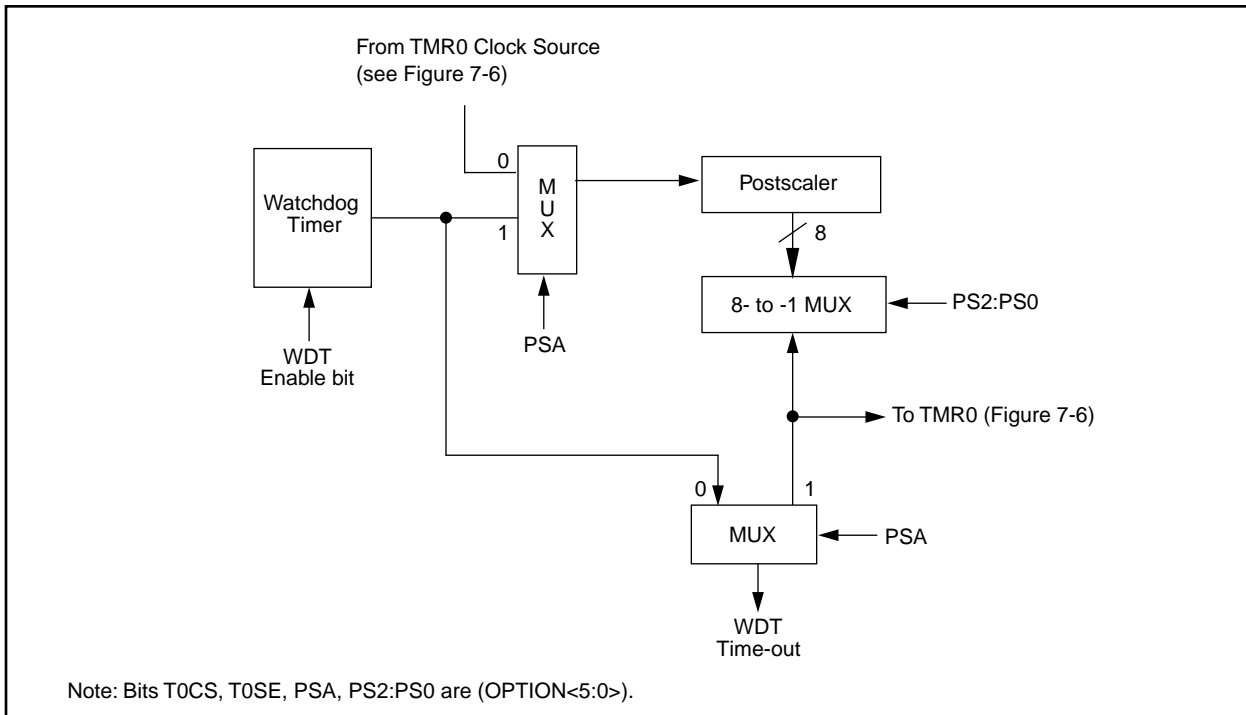 From TMR0 Clock Source
(see Figure 7-6)
0
M
U
X
Postscaler
Watchdog
Timer
1
8
8- to -1 MUX
PS2:PS0
PSA
WDT
Enable bit
To TMR0 (Figure 7-6)
0
1
MUX
PSA
WDT
Time-out
Note: Bits T0CS, T0SE, PSA, PS2:PS0 are (OPTION<5:0>).